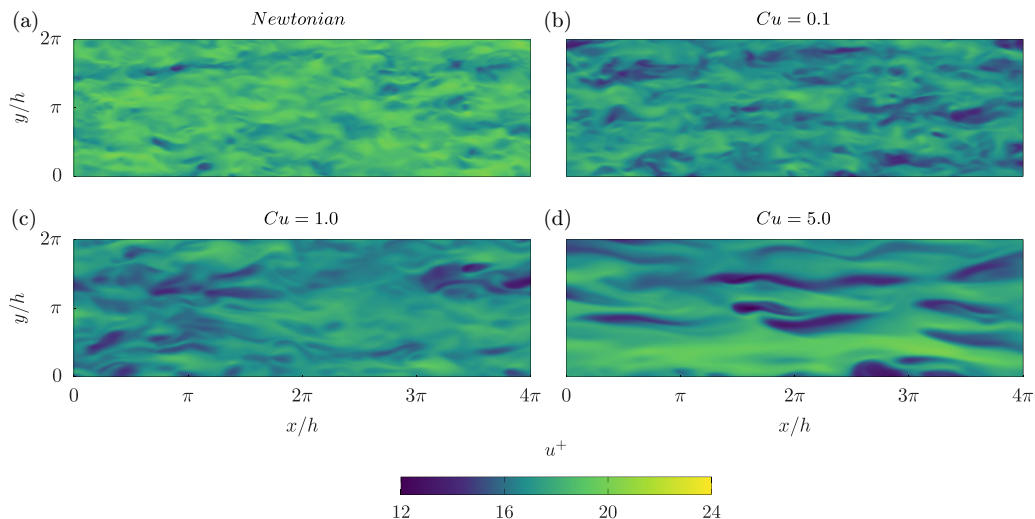 (a) Newtonian (b) Cu = 0.1
2π
y/h
π
0
(c) Cu = 1.0 (d) Cu = 5.0
2π
y/h
π
0
0 π 2π 3π 4π 0 π 2π 3π 4π
x/h x/h
u⁺
12 16 20 24